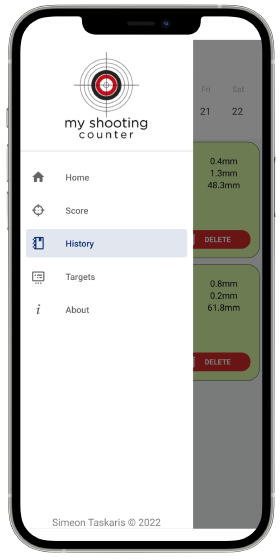 my shooting
counter
Home
Score
History
Targets
About
Simeon Taskaris © 2022
Fri Sat
21 22
0.4mm
1.3mm
48.3mm
DELETE
0.8mm
0.2mm
61.8mm
DELETE